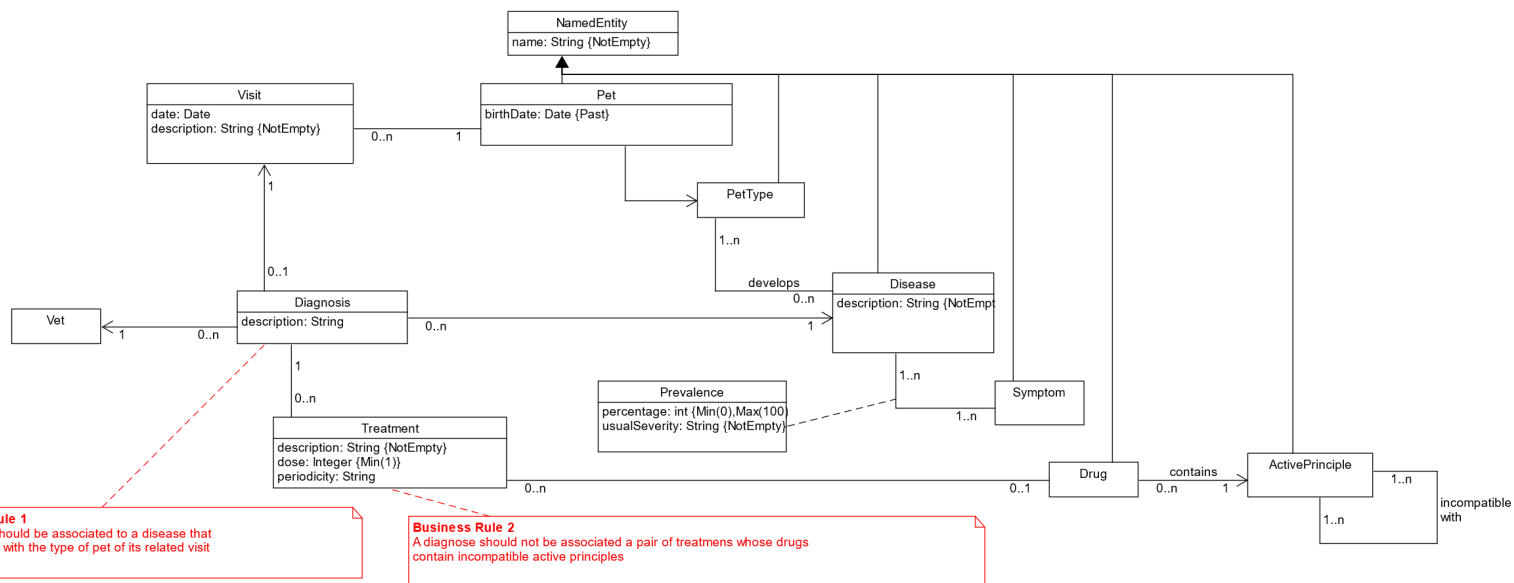 NamedEntity
name: String {NotEmpty}
Visit
date: Date
description: String {NotEmpty}
0..n
1
Pet
birthDate: Date {Past}
1
PetType
1..n
develops
0..n
0..1
Disease
description: String {NotEmpt
Diagnosis
description: String
Vet
1
0..n
0..n
1
1
0..n
1..n
Prevalence
percentage: int {Min(0),Max(100)
usualSeverity: String {NotEmpty}
Symptom
1..n
Treatment
description: String {NotEmpty}
dose: Integer {Min(1)}
periodicity: String
0..n
0..1
Drug
contains
0..n
1
ActivePrinciple
1..n
incompatible
with
1..n
ule 1
hould be associated to a disease that
with the type of pet of its related visit
Business Rule 2
A diagnose should not be associated a pair of treatmens whose drugs
contain incompatible active principles